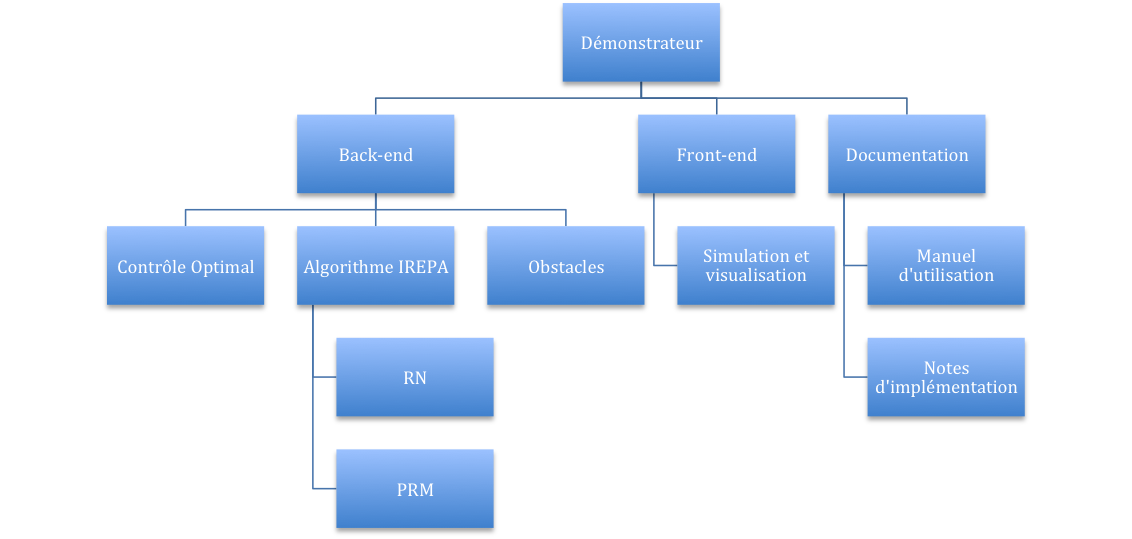 Démonstrateur
Back-end
Front-end
Documentation
Contrôle Optimal
Algorithme IREPA
Obstacles
Simulation et
visualisation
Manuel
d'utilisation
RN
Notes
d'implémentation
PRM